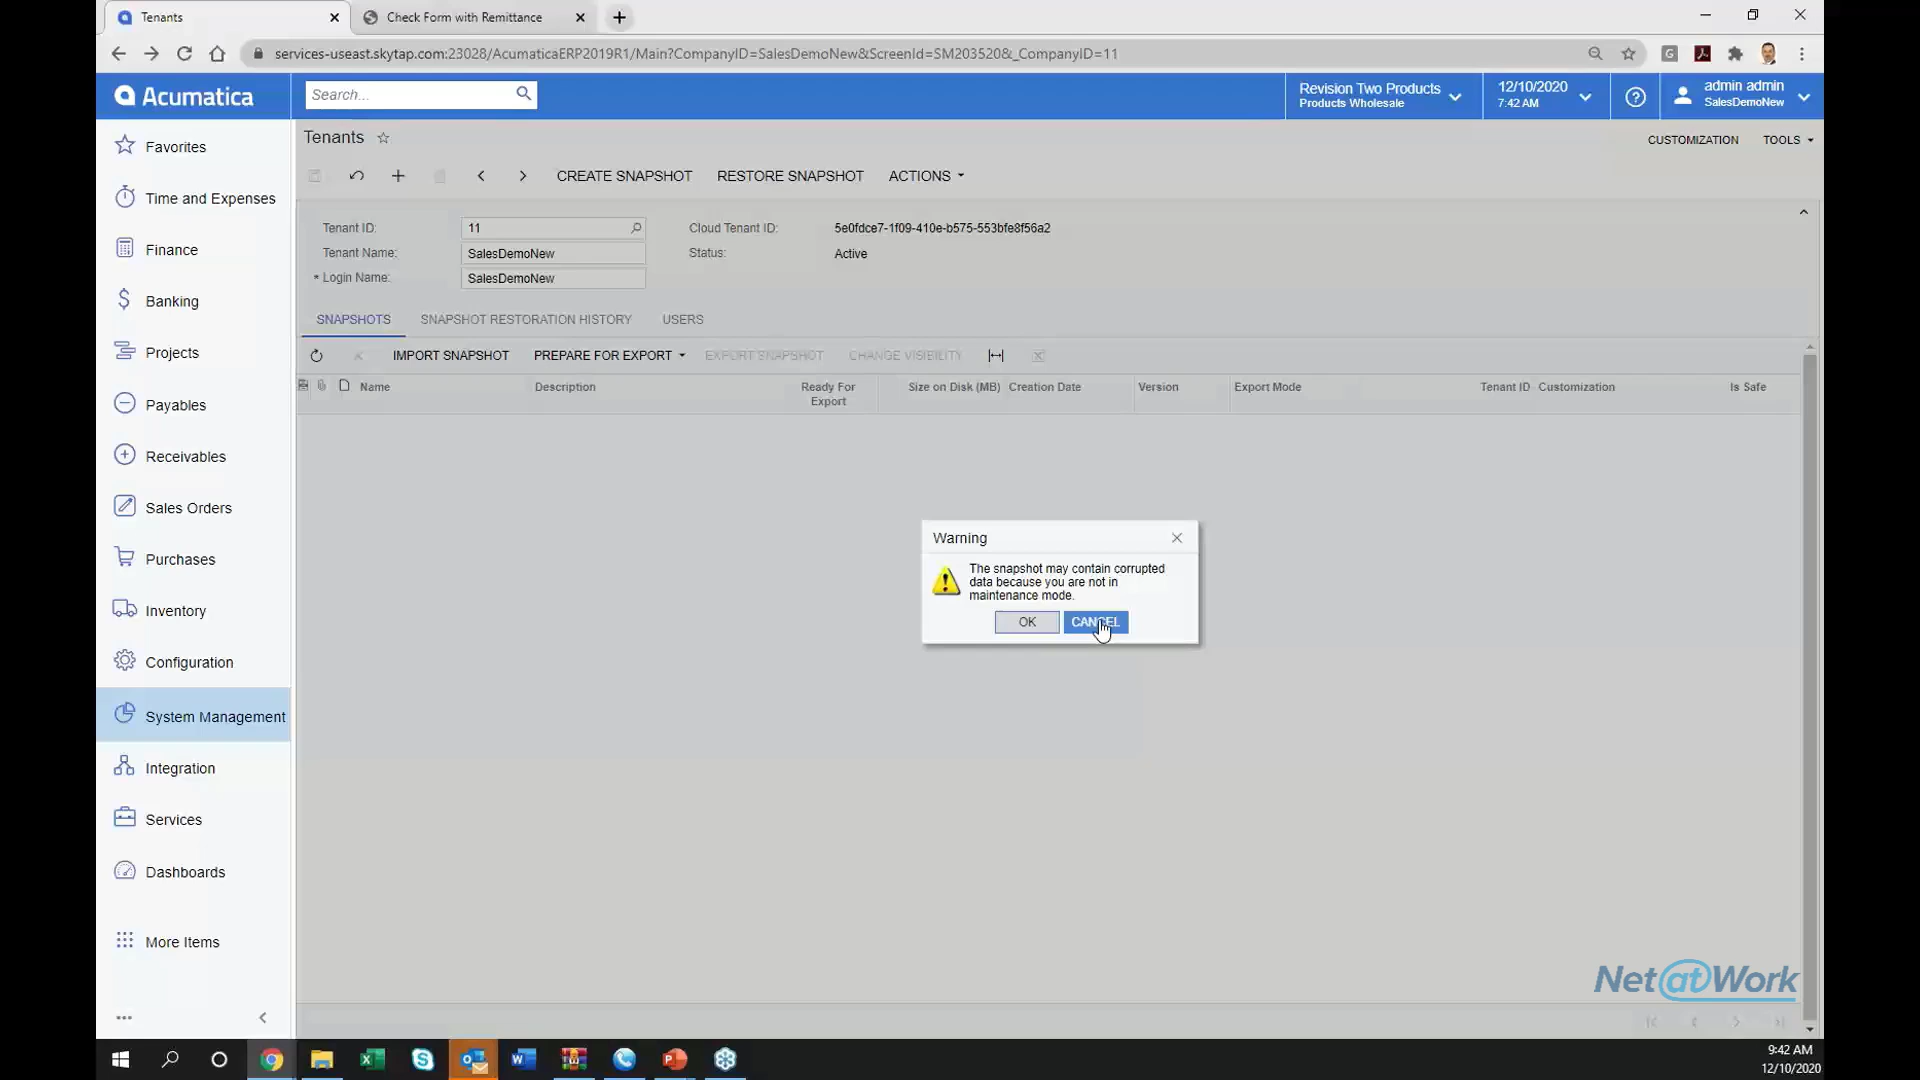 Tenants
Check Form with Remittance
services-useast.skytap.com:23028/AcumaticaERP2019R1/Main?CompanyID=SalesDemoNew&ScreenId=SM203520&_CompanyID=11
Acumatica
Search...
Revision Two Products
Products Wholesale
12/10/2020
7:42 AM
admin admin
SalesDemoNew
Favorites
Time and Expenses
Finance
Banking
Projects
Payables
Receivables
Sales Orders
Purchases
Inventory
Configuration
System Management
Integration
Services
Dashboards
More Items
Tenants
CUSTOMIZATION TOOLS
CREATE SNAPSHOT RESTORE SNAPSHOT ACTIONS
Tenant ID: 11 Cloud Tenant ID: 5e0fdce7-1f09-410e-b575-553bfe8f56a2
Tenant Name: SalesDemoNew Status: Active
* Login Name: SalesDemoNew
SNAPSHOTS SNAPSHOT RESTORATION HISTORY USERS
IMPORT SNAPSHOT PREPARE FOR EXPORT EXPORT SNAPSHOT CHANGE VISIBILITY
Name Description Ready For Export Size on Disk (MB) Creation Date Version Export Mode Tenant ID Customization Is Safe
Warning
The snapshot may contain corrupted
data because you are not in
maintenance mode.
OK CANCEL
Net@Work
9:42 AM
12/10/2020